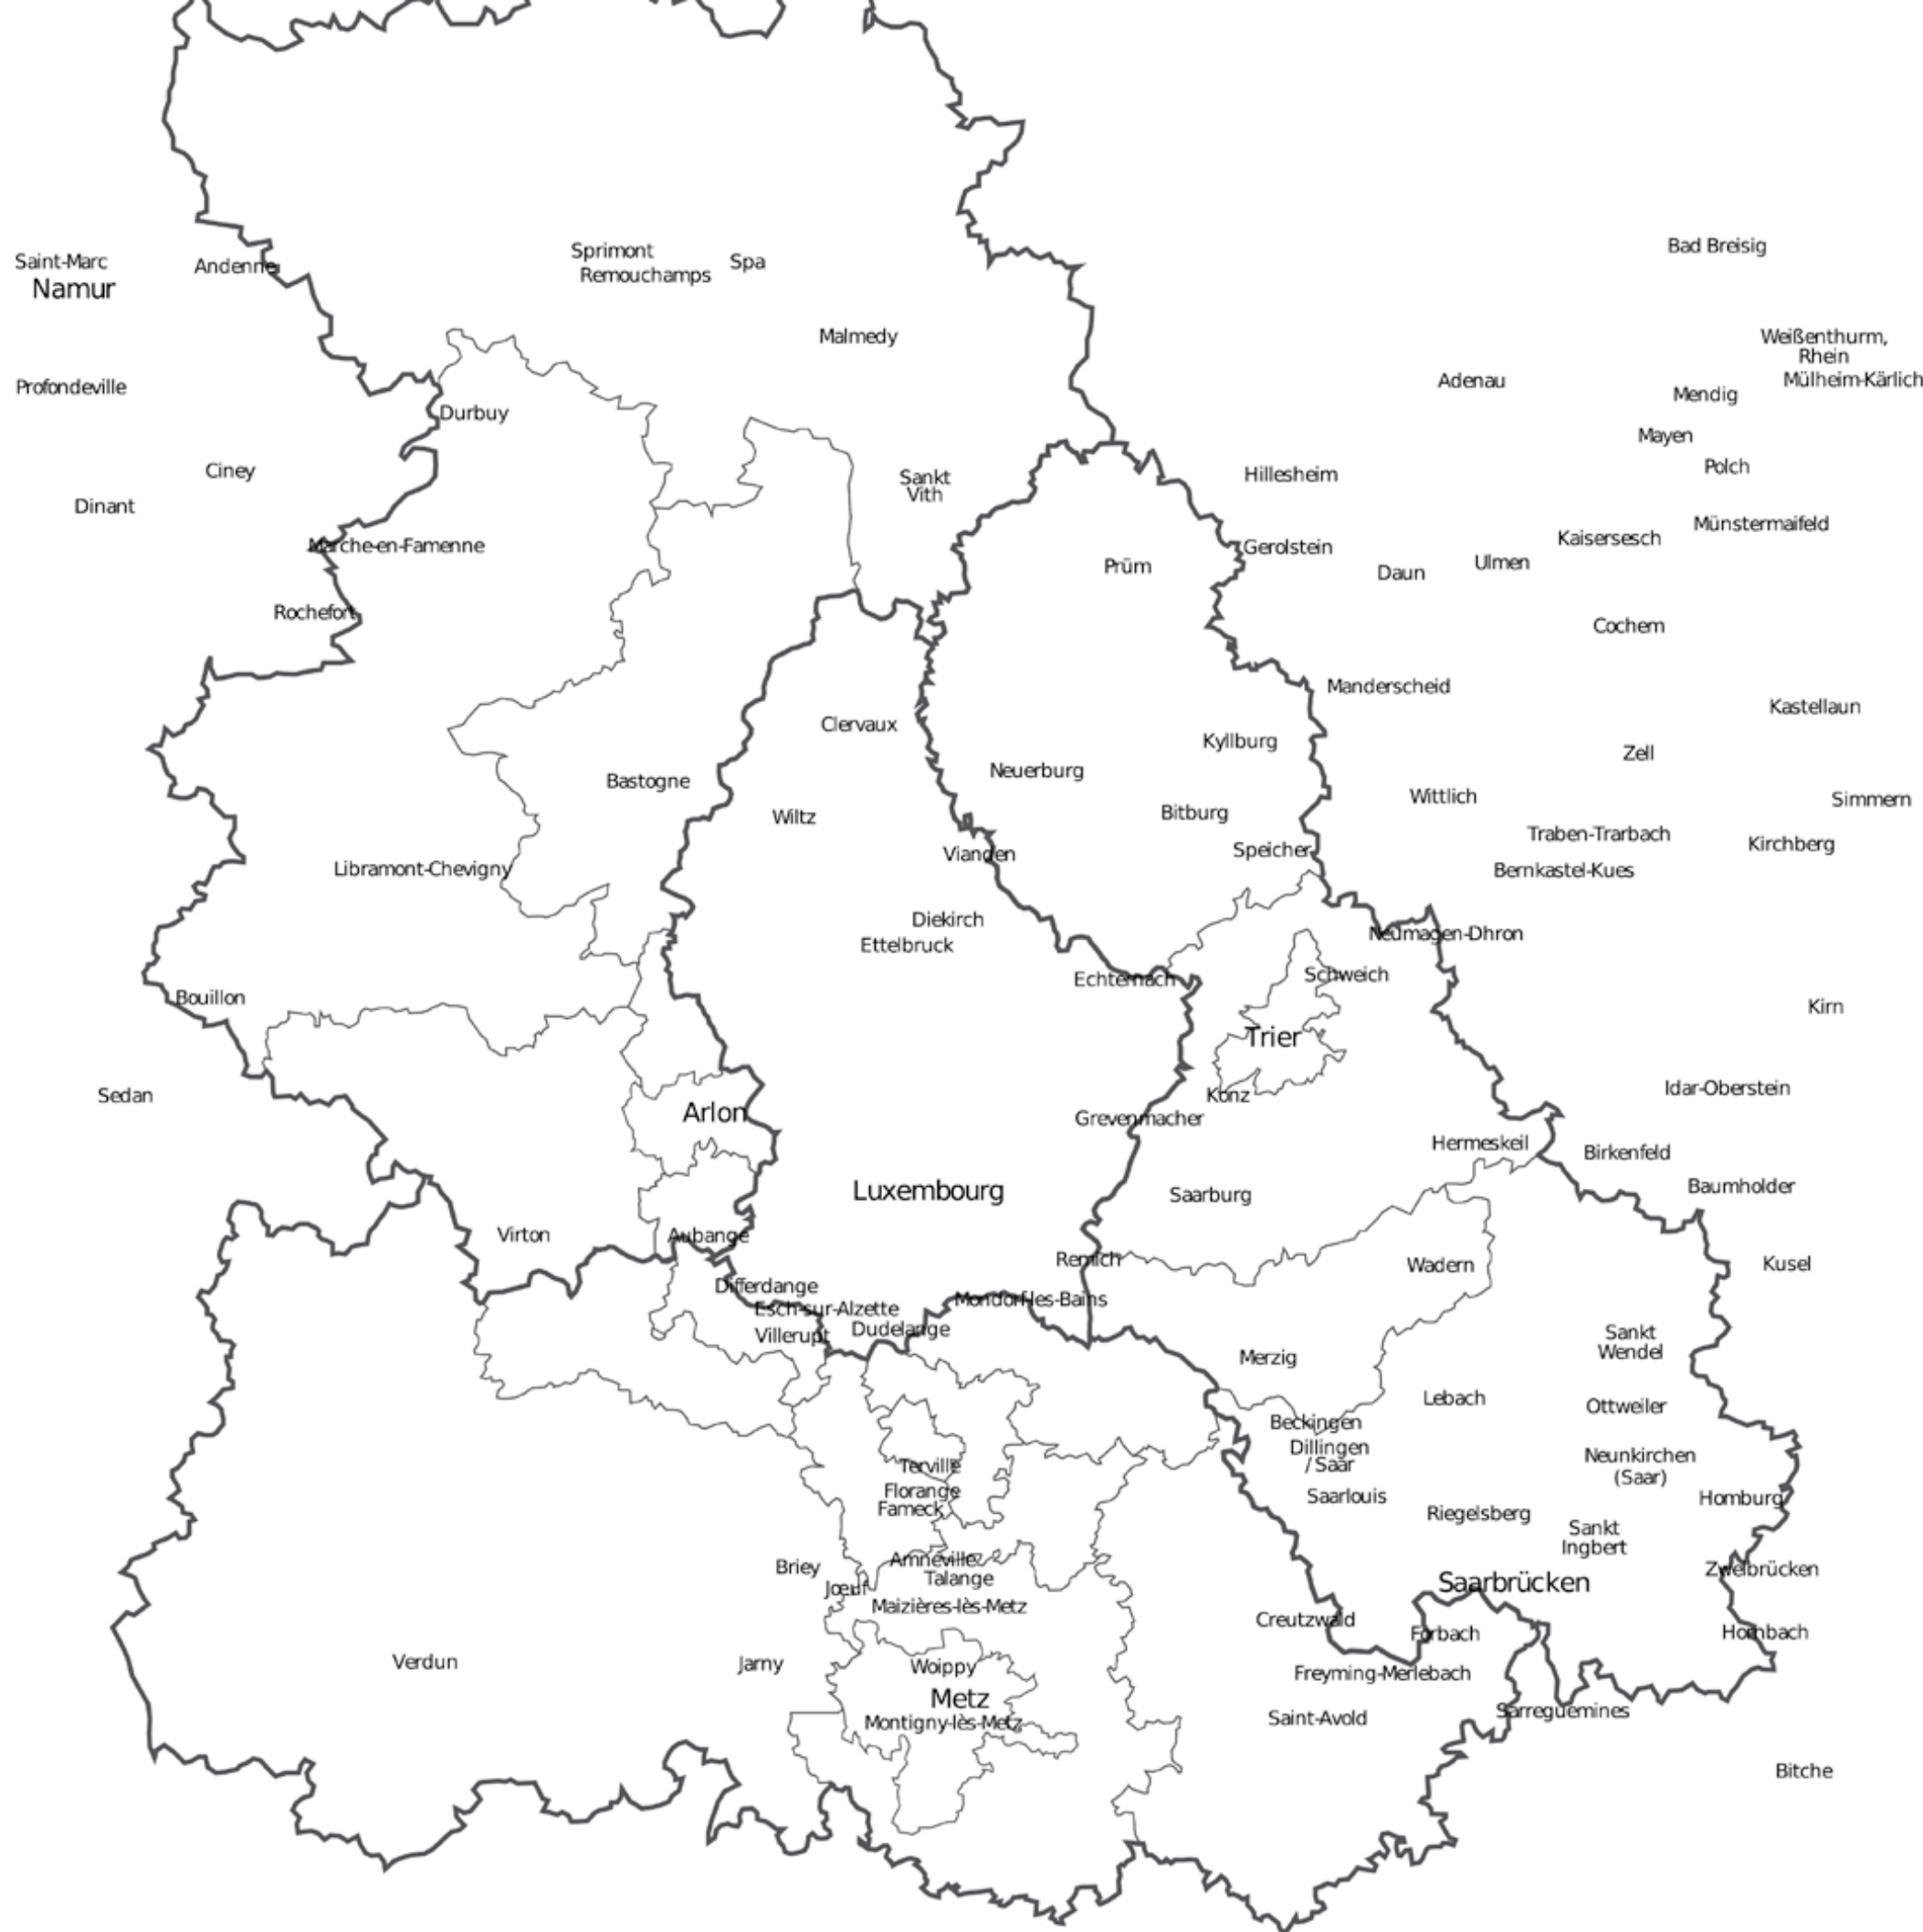 Bad Breisig
Sprimont
Saint-Marc
Spa
Andenne
Remouchamps
Namur
Malmedy
Weißenthurm,
Rhein
Mülheim-Kärlich
Adenau
Profondeville
Mendig
Durbuy
Mayen
Polch
Ciney
Hillesheim
Sankt
Vith
Dinant
Münstermaifeld
Kaisersesch
Marche-en-Famenne
Gerolstein
Ulmen
Prüm
Daun
Rochefort
Cochem
Manderscheid
Kastellaun
Clervaux
Kyllburg
Zell
Neuerburg
Bastogne
Wittlich
Simmern
Bitburg
Wiltz
Traben-Trarbach
Kirchberg
Speicher
Vianden
Libramont-Chevigny
Bernkastel-Kues
Diekirch
Neumagen-Dhron
Ettelbruck
Schweich
Echternach
Bouillon
Kirn
Trier
Idar-Oberstein
Sedan
Konz
Arlon
Grevenmacher
Hermeskeil
Birkenfeld
Baumholder
Luxembourg
Saarburg
Virton
Aubange
Remich
Kusel
Wadern
Differdange
Mondorf-les-Bains
Esch-sur-Alzette
Dudelange
Villerupt
Sankt
Wendel
Merzig
Lebach
Ottweiler
Beckingen
Dillingen
/ Saar
Neunkirchen
(Saar)
Terville
Florange
Saarlouis
Homburg
Fameck
Riegelsberg
Sankt
Ingbert
Amnéville
Briey
Zweibrücken
Talange
Saarbrücken
Jœuf
Maizières-lès-Metz
Creutzwald
Forbach
Hornbach
Verdun
Jarny
Woippy
Freyming-Merlebach
Metz
Sarreguemines
Saint-Avold
Montigny-lès-Metz
Bitche